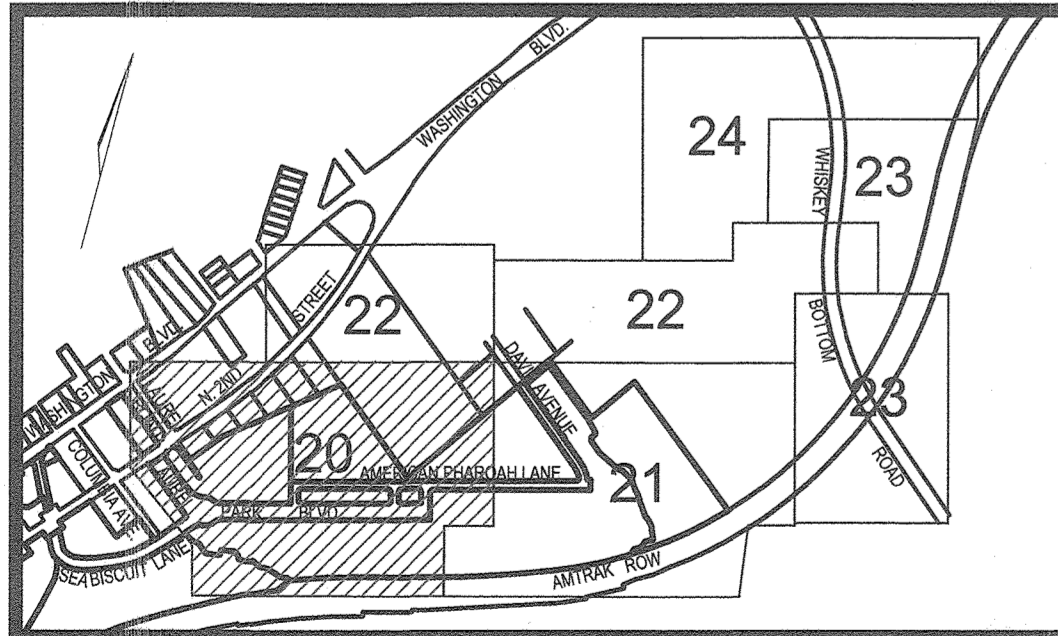 WASHINGTON BLVD.
24
WHISKEY
23
22
22
STREET
N. 2ND
WASHINGTON BLVD.
DAVIS AVENUE
BOTTOM
23
COLUMBIA AVE
20
AMERICAN PHAROAH LANE
21
ROAD
PARK BLVD.
SEABISCUIT LANE
AMTRAK ROW